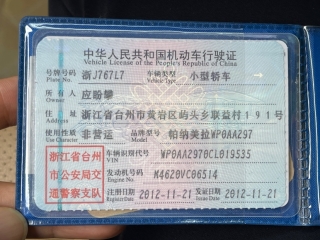 中华人民共和国机动车行驶证
Vehicle License of the People's Republic of China
号牌号码 浙J767L7 车辆类型 小型轿车
Plate No. Vehicle Type
所有人 应盼攀
Owner
住址 浙江省台州市黄岩区屿头乡联益村191号
Address
使用性质 非营运 品牌型号 帕纳美拉WP0AA297
Use Character Model
浙江省台州市公安局交通警察支队
车辆识别代号 WP0AA2970CL019535
VIN
发动机号码 M4620VC06514
Engine No.
注册日期 2012-11-21 发证日期 2012-11-21
Register Date Issue Date